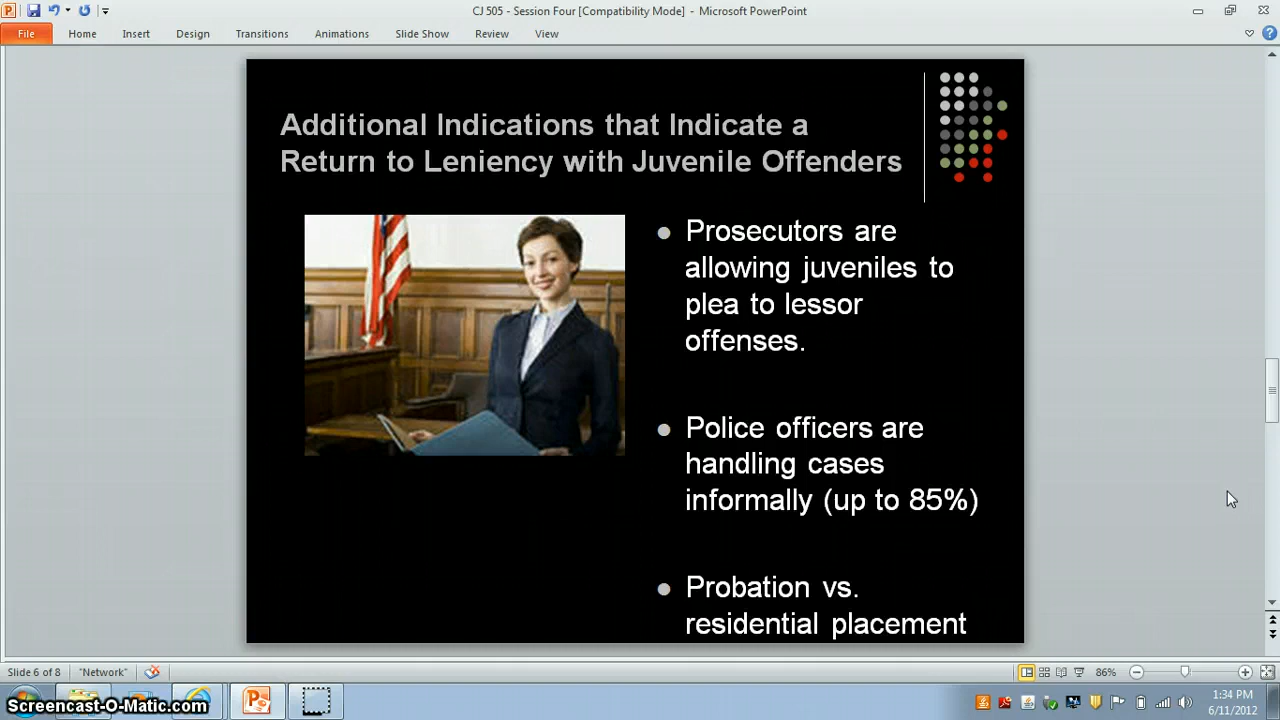 CJ 505 - Session Four [Compatibility Mode] - Microsoft PowerPoint
File Home Insert Design Transitions Animations Slide Show Review View
Additional Indications that Indicate a
Return to Leniency with Juvenile Offenders
Prosecutors are
allowing juveniles to
plea to lessor
offenses.
Police officers are
handling cases
informally (up to 85%)
Probation vs.
residential placement
Slide 6 of 8 "Network" 86%
Screencast-O-Matic.com
1:34 PM
6/11/2012